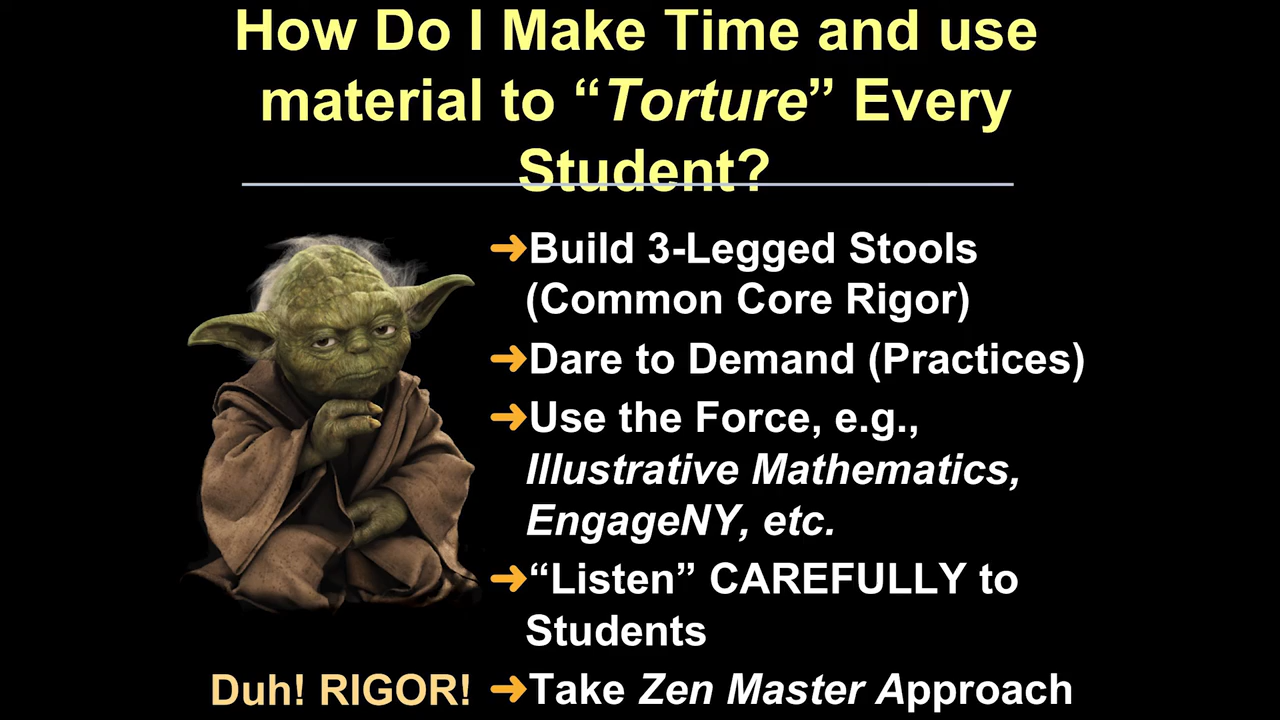 How Do I Make Time and use
material to “Torture” Every
Student?
➜Build 3-Legged Stools
(Common Core Rigor)
➜Dare to Demand (Practices)
➜Use the Force, e.g.,
Illustrative Mathematics,
EngageNY, etc.
➜“Listen” CAREFULLY to
Students
Duh! RIGOR!
➜Take Zen Master Approach